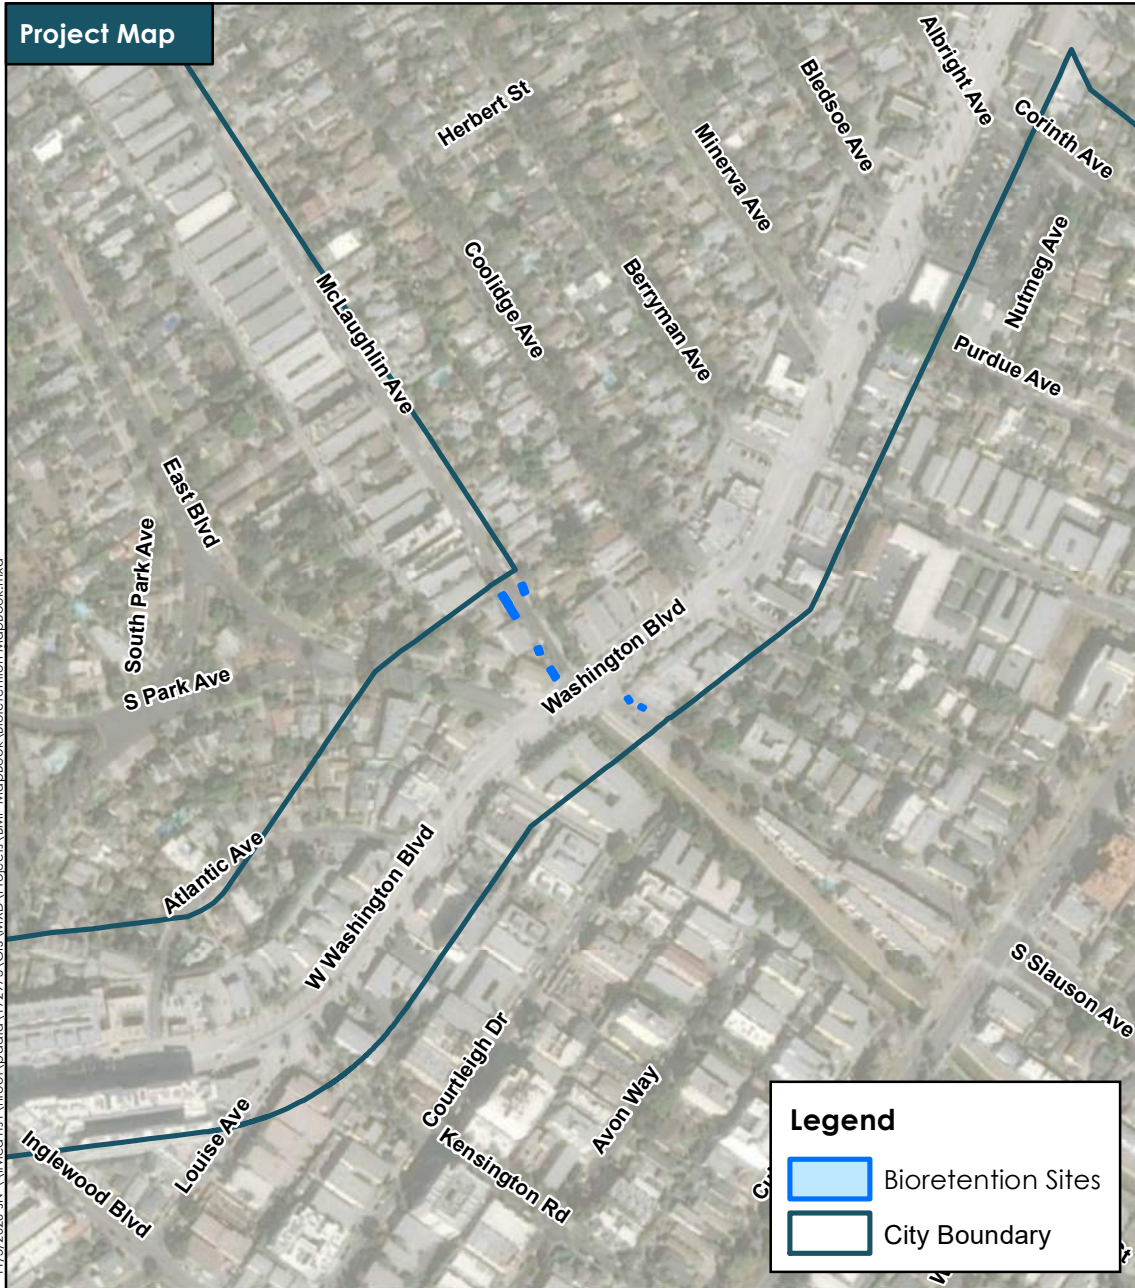 Project Map
Albright Ave
Bledsoe Ave
Herbert St
Corinth Ave
Minerva Ave
Nutmeg Ave
Coolidge Ave
Berryman Ave
McLaughlin Ave
Purdue Ave
East Blvd
South Park Ave
Washington Blvd
S Park Ave
Atlantic Ave
W Washington Blvd
S Slauson Ave
Courtleigh Dr
Avon Way
Louise Ave
Inglewood Blvd
Kensington Rd
Legend
Bioretention Sites
City Boundary